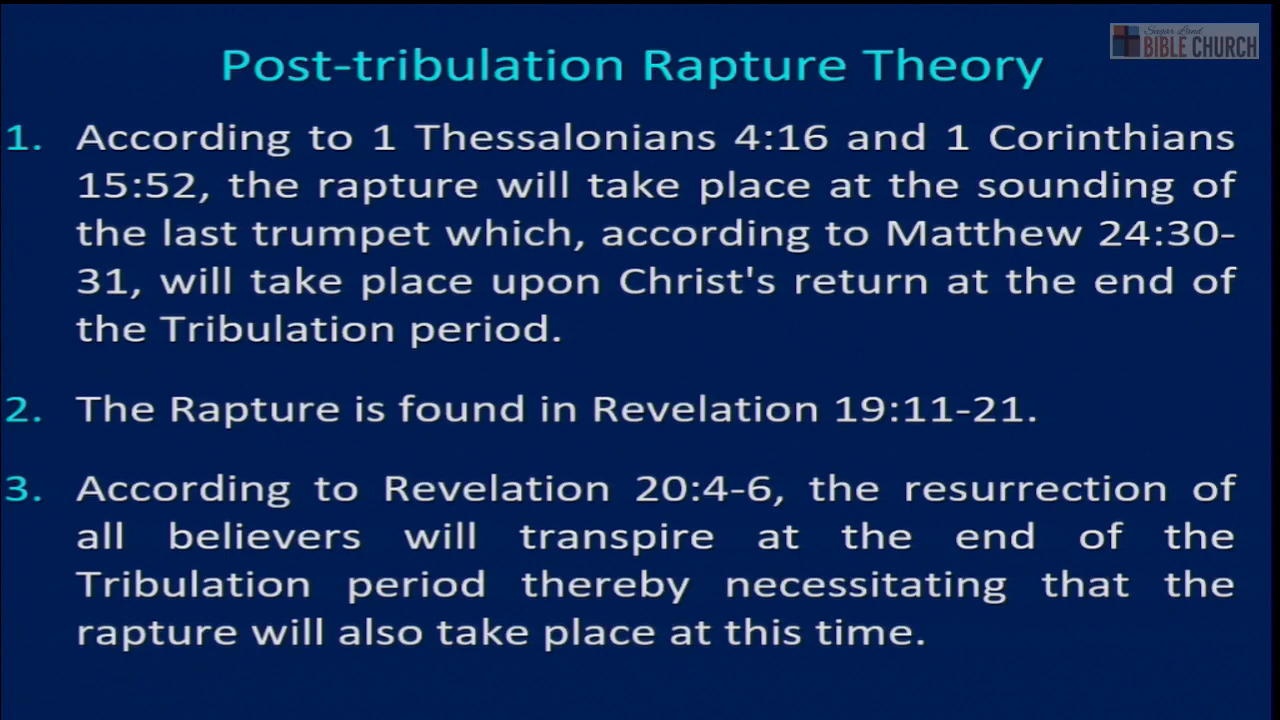 Sugar Land
BIBLE CHURCH
Post-tribulation Rapture Theory
1. According to 1 Thessalonians 4:16 and 1 Corinthians
15:52, the rapture will take place at the sounding of
the last trumpet which, according to Matthew 24:30-
31, will take place upon Christ's return at the end of
the Tribulation period.
2. The Rapture is found in Revelation 19:11-21.
3. According to Revelation 20:4-6, the resurrection of
all believers will transpire at the end of the
Tribulation period thereby necessitating that the
rapture will also take place at this time.